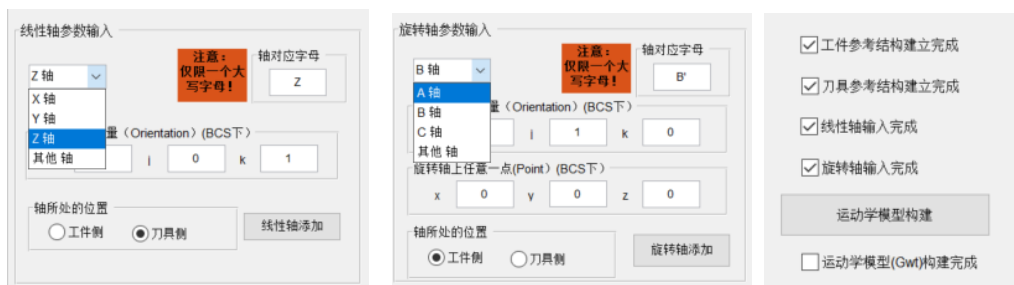 线性轴参数输入
注意：
仅限一个大
写字母！
轴对应字母
Z 轴
Z
X 轴
Y 轴
Z 轴
其他 轴
量（Orientation）(BCS下）
j 0 k 1
轴所处的位置
工件侧 刀具侧
线性轴添加
旋转轴参数输入
注意：
仅限一个大
写字母！
轴对应字母
B 轴
B'
A 轴
B 轴
C 轴
其他 轴
量（Orientation）(BCS下）
j 1 k 0
旋转轴上任意一点(Point）(BCS下）
x 0 y 0 z 0
轴所处的位置
工件侧 刀具侧
旋转轴添加
工件参考结构建立完成
刀具参考结构建立完成
线性轴输入完成
旋转轴输入完成
运动学模型构建
运动学模型(Gwt)构建完成